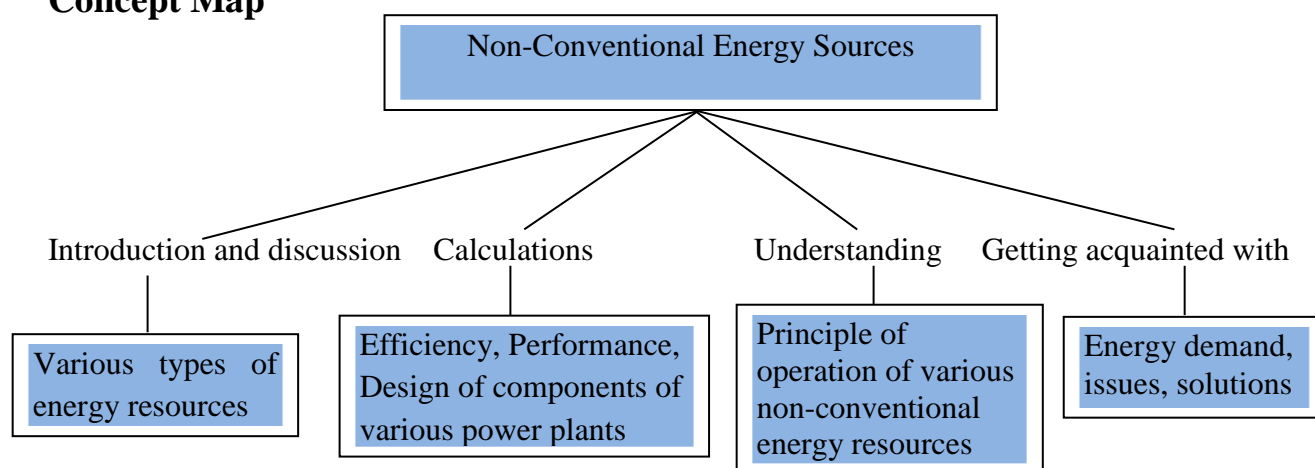 Concept Map
Non-Conventional Energy Sources
Introduction and discussion
Calculations
Understanding
Getting acquainted with
Various types of
energy resources
Efficiency, Performance,
Design of components of
various power plants
Principle of
operation of various
non-conventional
energy resources
Energy demand,
issues, solutions